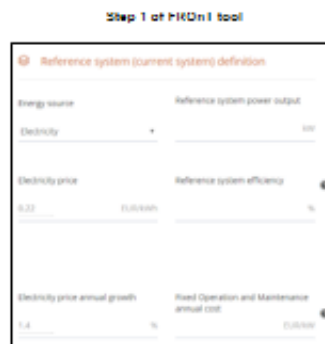 Step 1 of FROnT tool
Reference system (current system) definition
Energy source
Reference system power output
Electricity
kW
Electricity price
Reference system efficiency
0.22
EUR/kWh
%
Electricity price annual growth
Fixed Operation and Maintenance
annual cost
1.4
%
EUR/kW